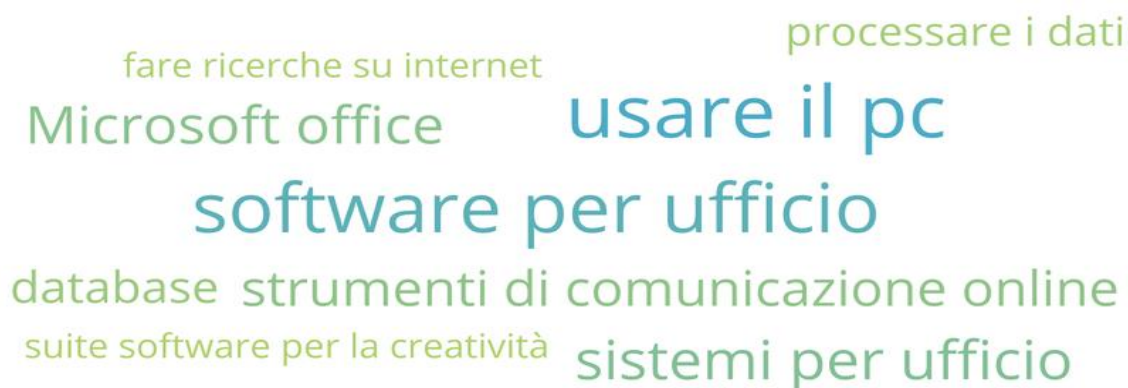 processare i dati
fare ricerche su internet
usare il pc
Microsoft office
software per ufficio
database
strumenti di comunicazione online
suite software per la creatività
sistemi per ufficio